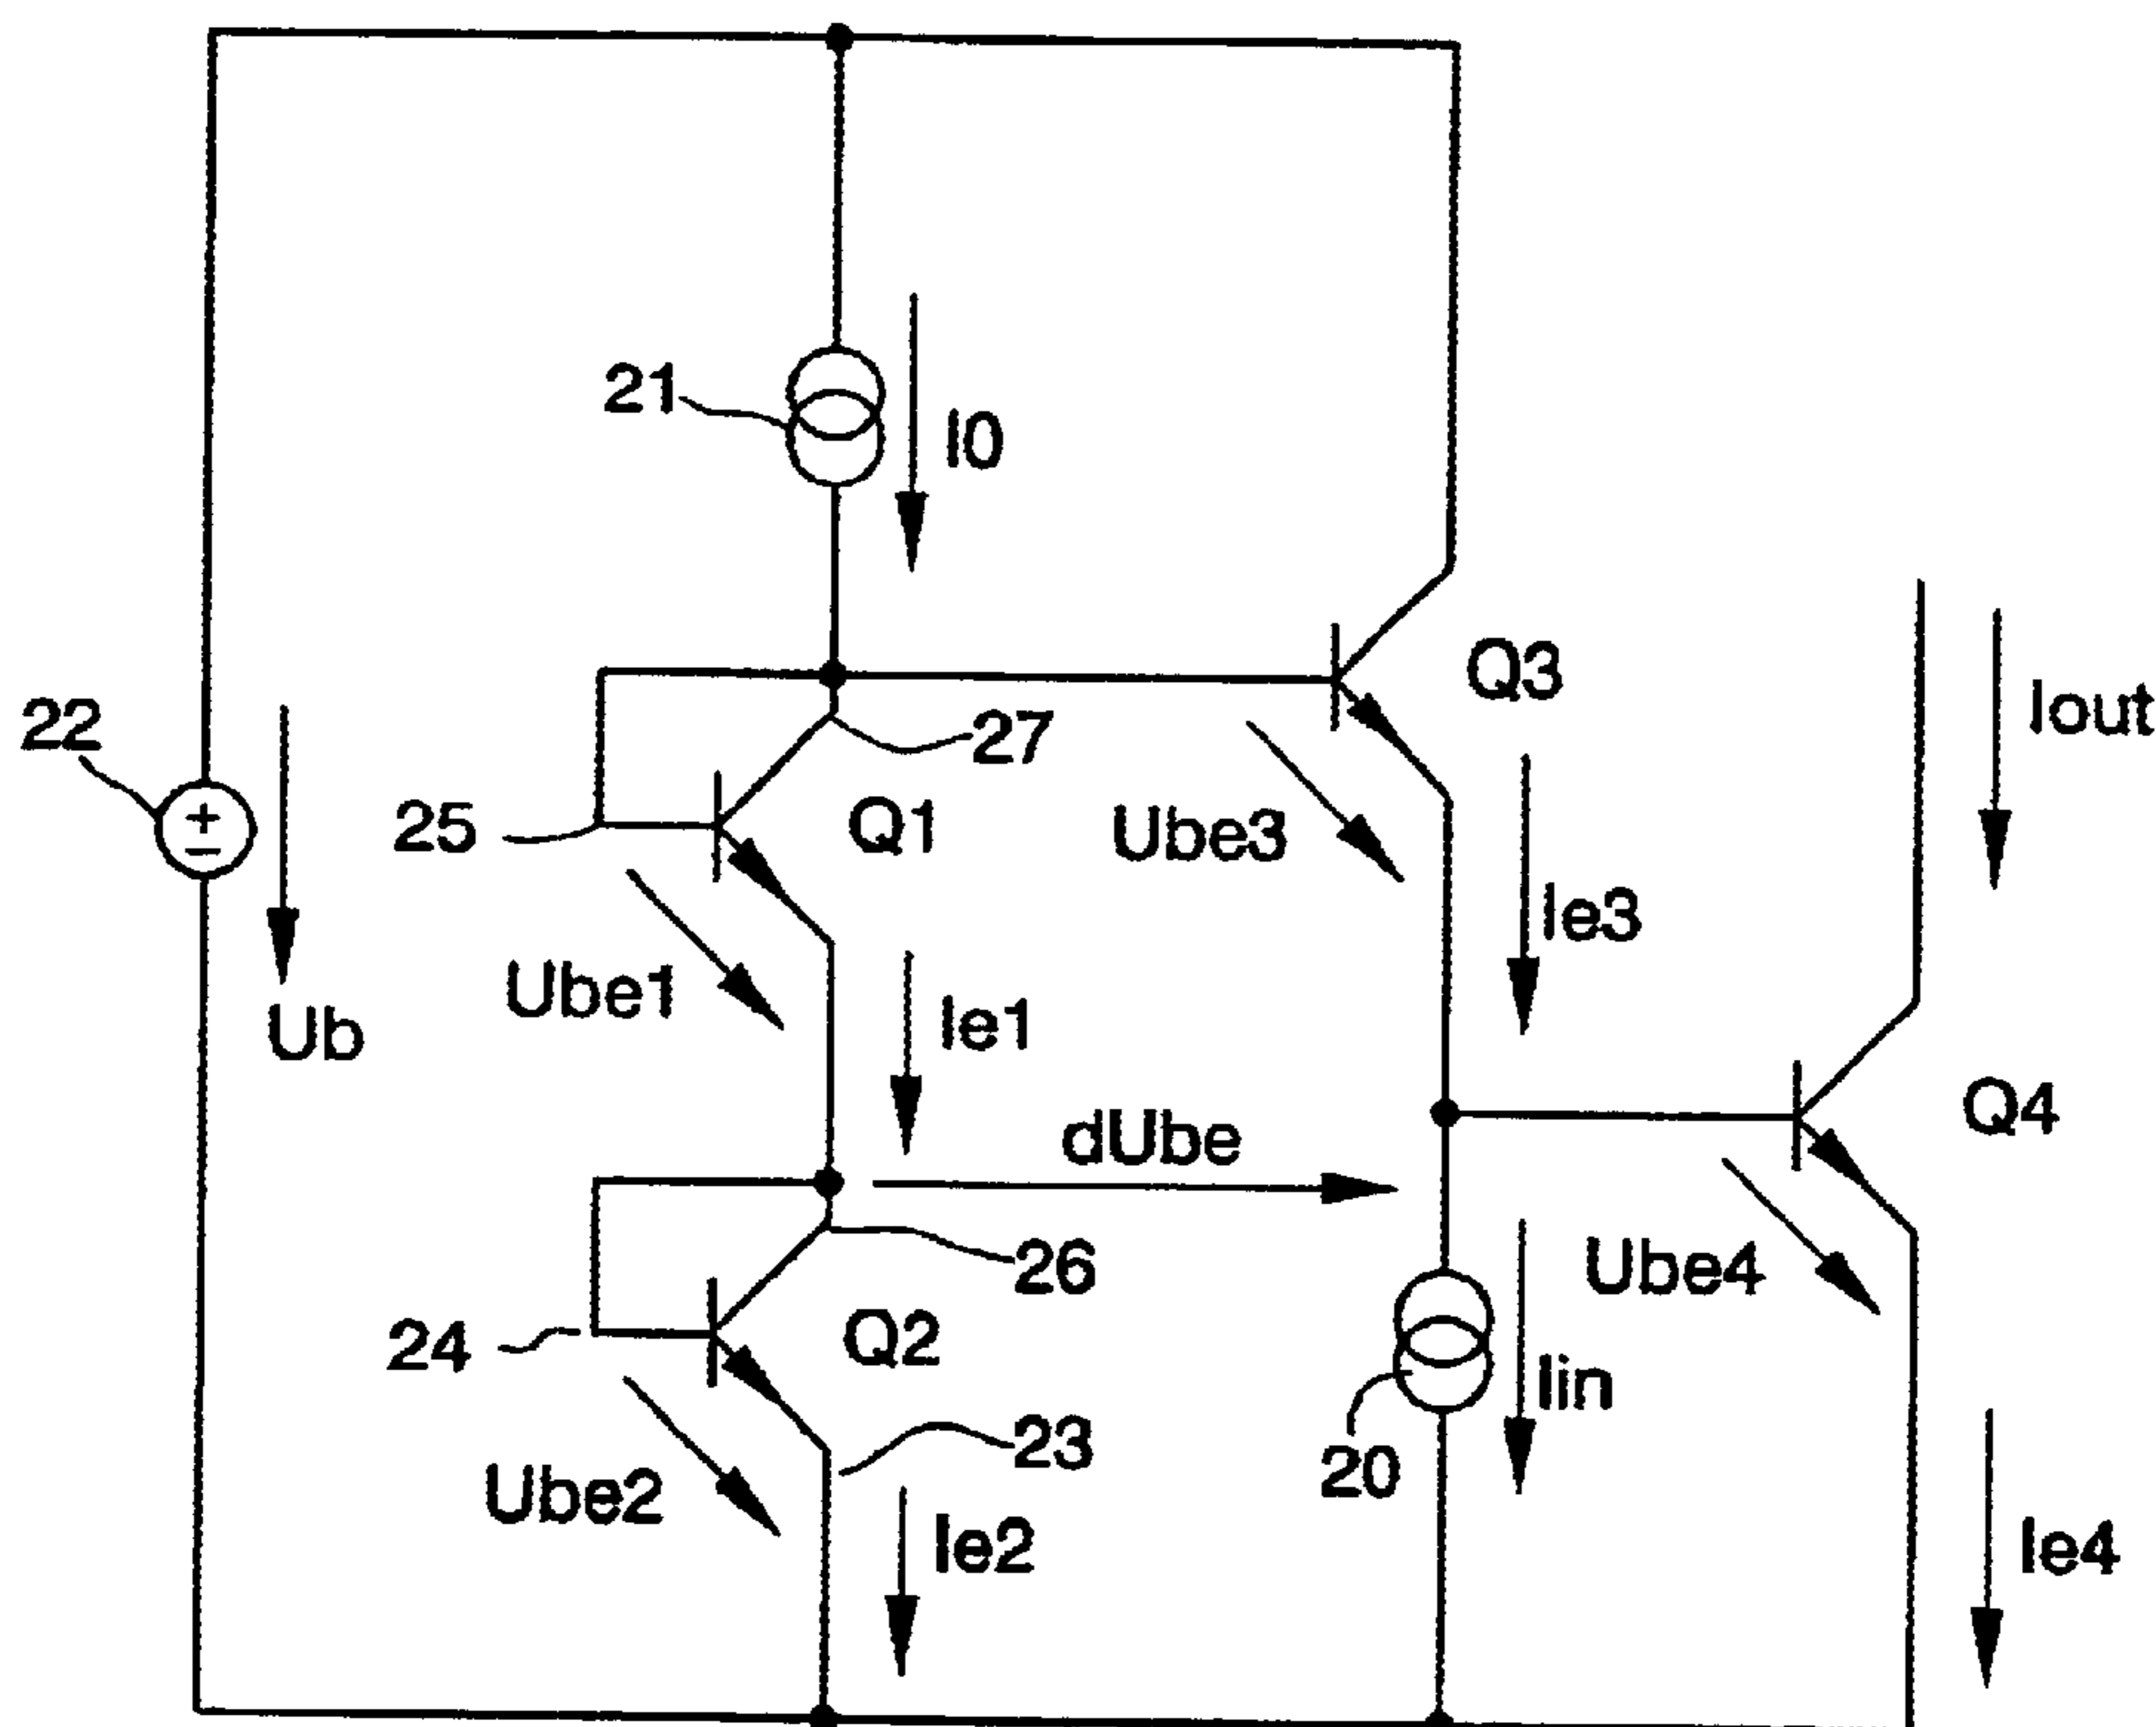 21
I0
Q3
Iout
22
27
25
Q1
Ube3
Ie3
Ube1
Ie1
Ub
dUbe
Q4
26
Ube4
24
Q2
Iin
23
20
Ube2
Ie2
Ie4